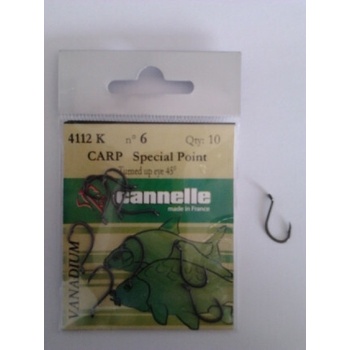 4112 K n° 6 Qty: 10
CARP Special Point
Turned up eye 45°
cannelle
made in France
VANADIUM